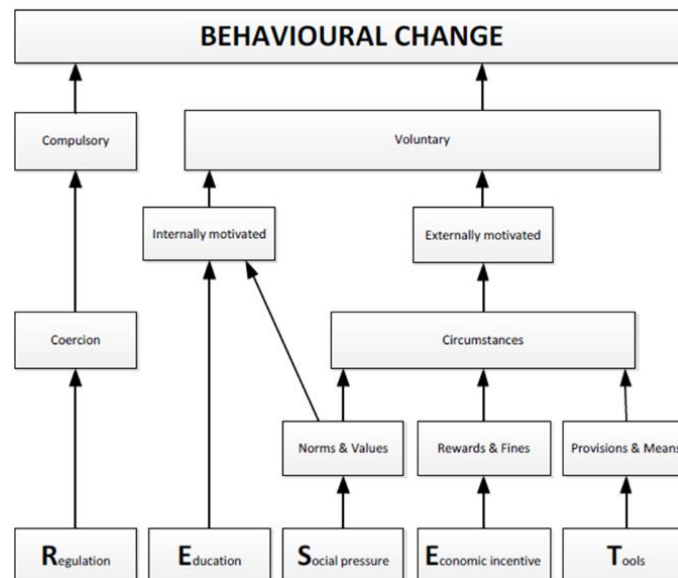 BEHAVIOURAL CHANGE
Compulsory
Voluntary
Internally motivated
Externally motivated
Coercion
Circumstances
Norms & Values
Rewards & Fines
Provisions & Means
Regulation
Education
Social pressure
Economic incentive
Tools